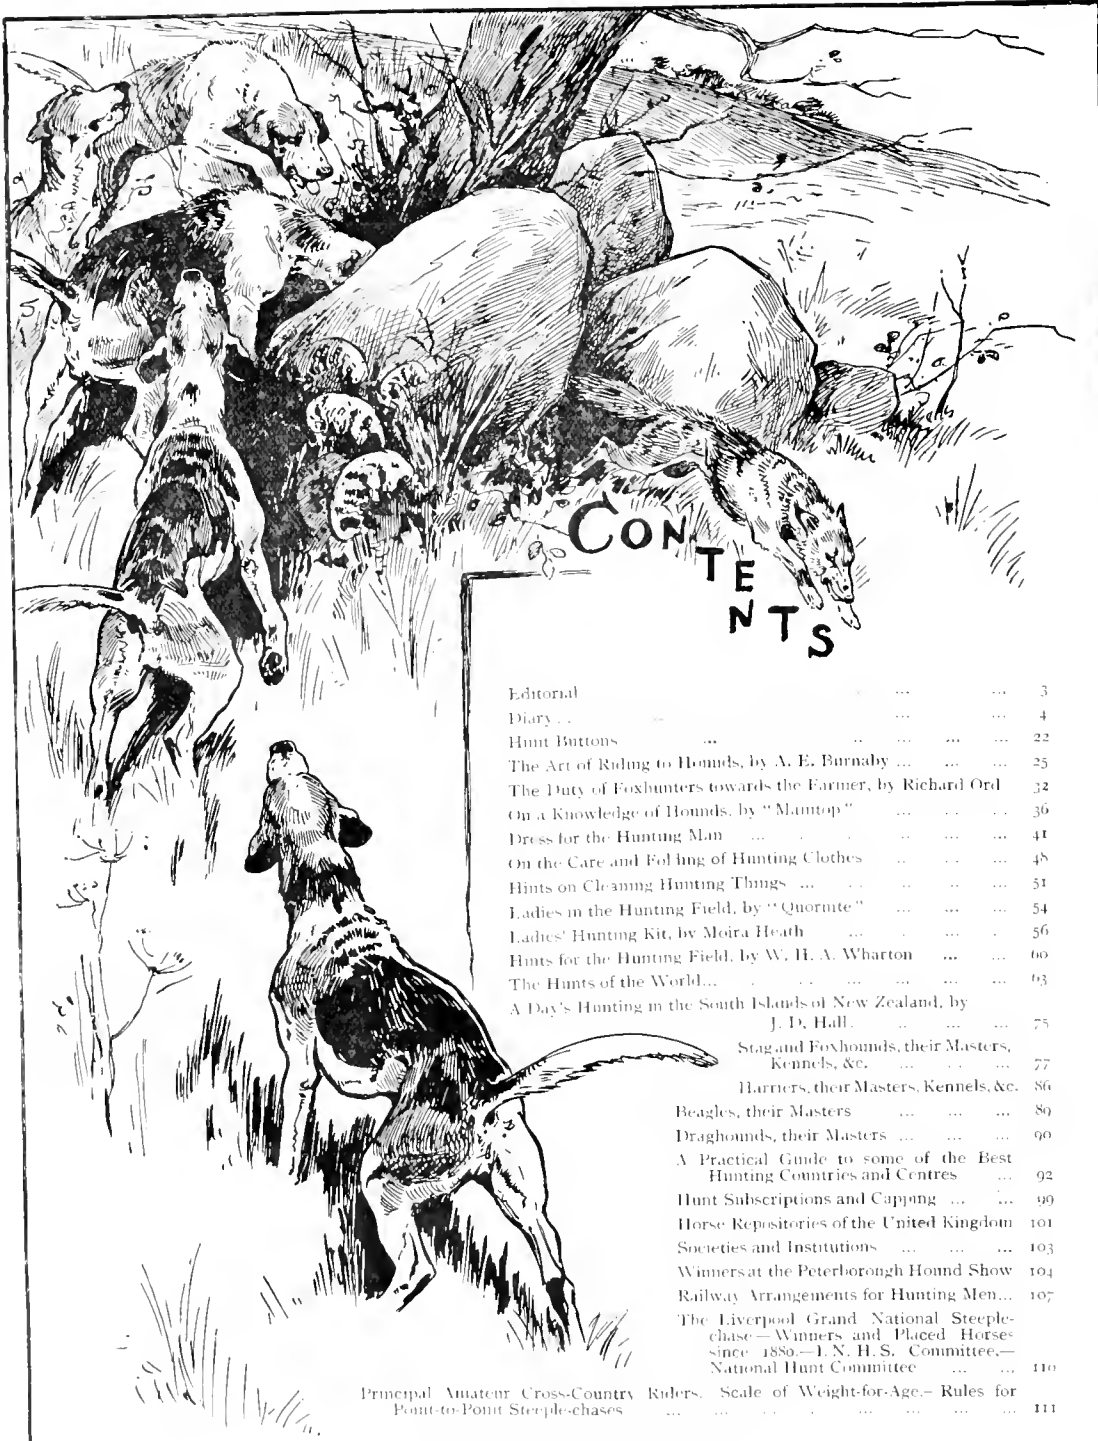 CONTENTS
Editorial ... ... 3
Diary .. ... ... 4
Hunt Buttons ... .. ... ... ... 22
The Art of Riding to Hounds, by A. E. Burnaby ... ... ... 25
The Duty of Foxhunters towards the Farmer, by Richard Ord 32
On a Knowledge of Hounds, by "Maintop" ... . . . . 36
Dress for the Hunting Man ... . . .. ... ... 41
On the Care and Folding of Hunting Clothes .. . . ... 48
Hints on Cleaning Hunting Things ... . . .. .. ... 51
Ladies in the Hunting Field, by "Quornite" ... ... ... 54
Ladies' Hunting Kit, by Moira Heath ... . ... . 56
Hints for the Hunting Field, by W. H. A. Wharton ... ... 60
The Hunts of the World... . . .. ... ... ... ... 63
A Day's Hunting in the South Islands of New Zealand, by
J. D. Hall. .. ... ... 75
Stag and Foxhounds, their Masters,
Kennels, &c. ... . . ... 77
Harriers, their Masters, Kennels, &c. 86
Beagles, their Masters ... ... ... 89
Draghounds, their Masters ... ... ... 90
A Practical Guide to some of the Best
Hunting Countries and Centres ... 92
Hunt Subscriptions and Capping ... ... 99
Horse Repositories of the United Kingdom 101
Societies and Institutions ... ... ... 103
Winners at the Peterborough Hound Show 104
Railway Arrangements for Hunting Men... 107
The Liverpool Grand National Steeple-
chase—Winners and Placed Horses
since 1880.—I. N. H. S. Committee.—
National Hunt Committee ... ... 110
Principal Amateur Cross-Country Riders. Scale of Weight-for-Age.—Rules for
Point-to-Point Steeple-chases ... ... . . . ... ... ... ... 111